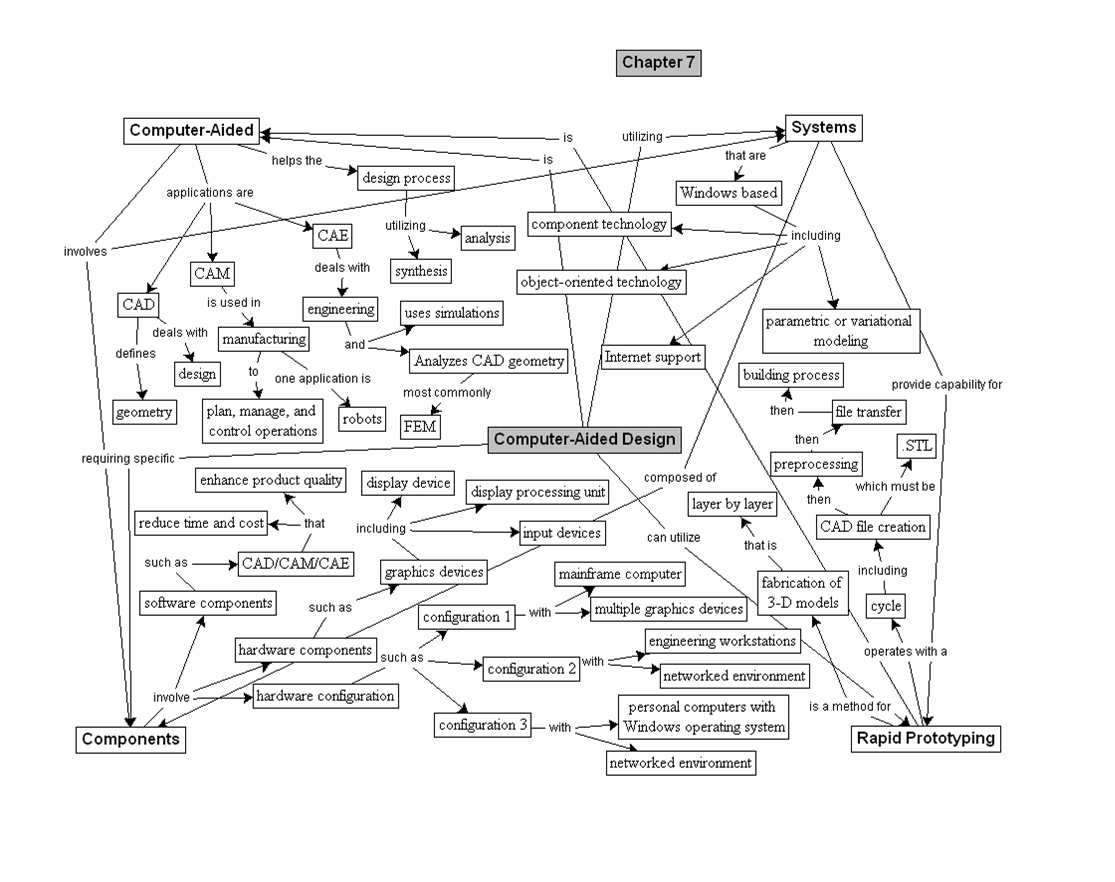 Chapter 7
Computer-Aided
Systems
is
utilizing
is
helps the
that are
design process
applications are
Windows based
component technology
utilizing
analysis
including
CAE
involves
deals with
synthesis
CAM
object-oriented technology
CAD
is used in
engineering
uses simulations
parametric or variational
modeling
deals with
manufacturing
defines
and
Analyzes CAD geometry
Internet support
design
to
one application is
most commonly
building process
provide capability for
geometry
plan, manage, and
control operations
robots
FEM
then
file transfer
Computer-Aided Design
then
.STL
requiring specific
preprocessing
enhance product quality
display device
display processing unit
composed of
which must be
layer by layer
then
reduce time and cost
that
including
input devices
can utilize
CAD file creation
that is
such as
CAD/CAM/CAE
graphics devices
mainframe computer
including
fabrication of
3-D models
software components
such as
configuration 1
with
multiple graphics devices
cycle
hardware components
such as
engineering workstations
operates with a
configuration 2
with
networked environment
involve
hardware configuration
is a method for
configuration 3
with
personal computers with
Windows operating system
Components
Rapid Prototyping
networked environment